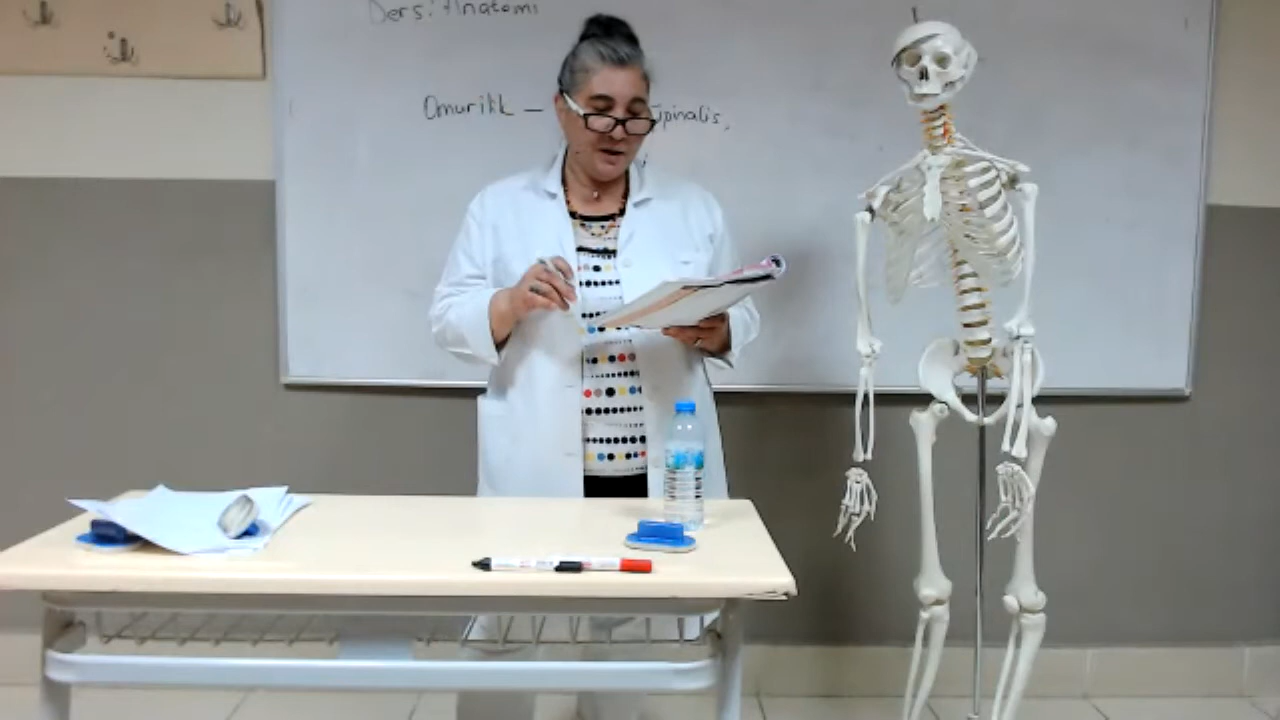 Ders: Anatomi
Omurilik — spinalis,